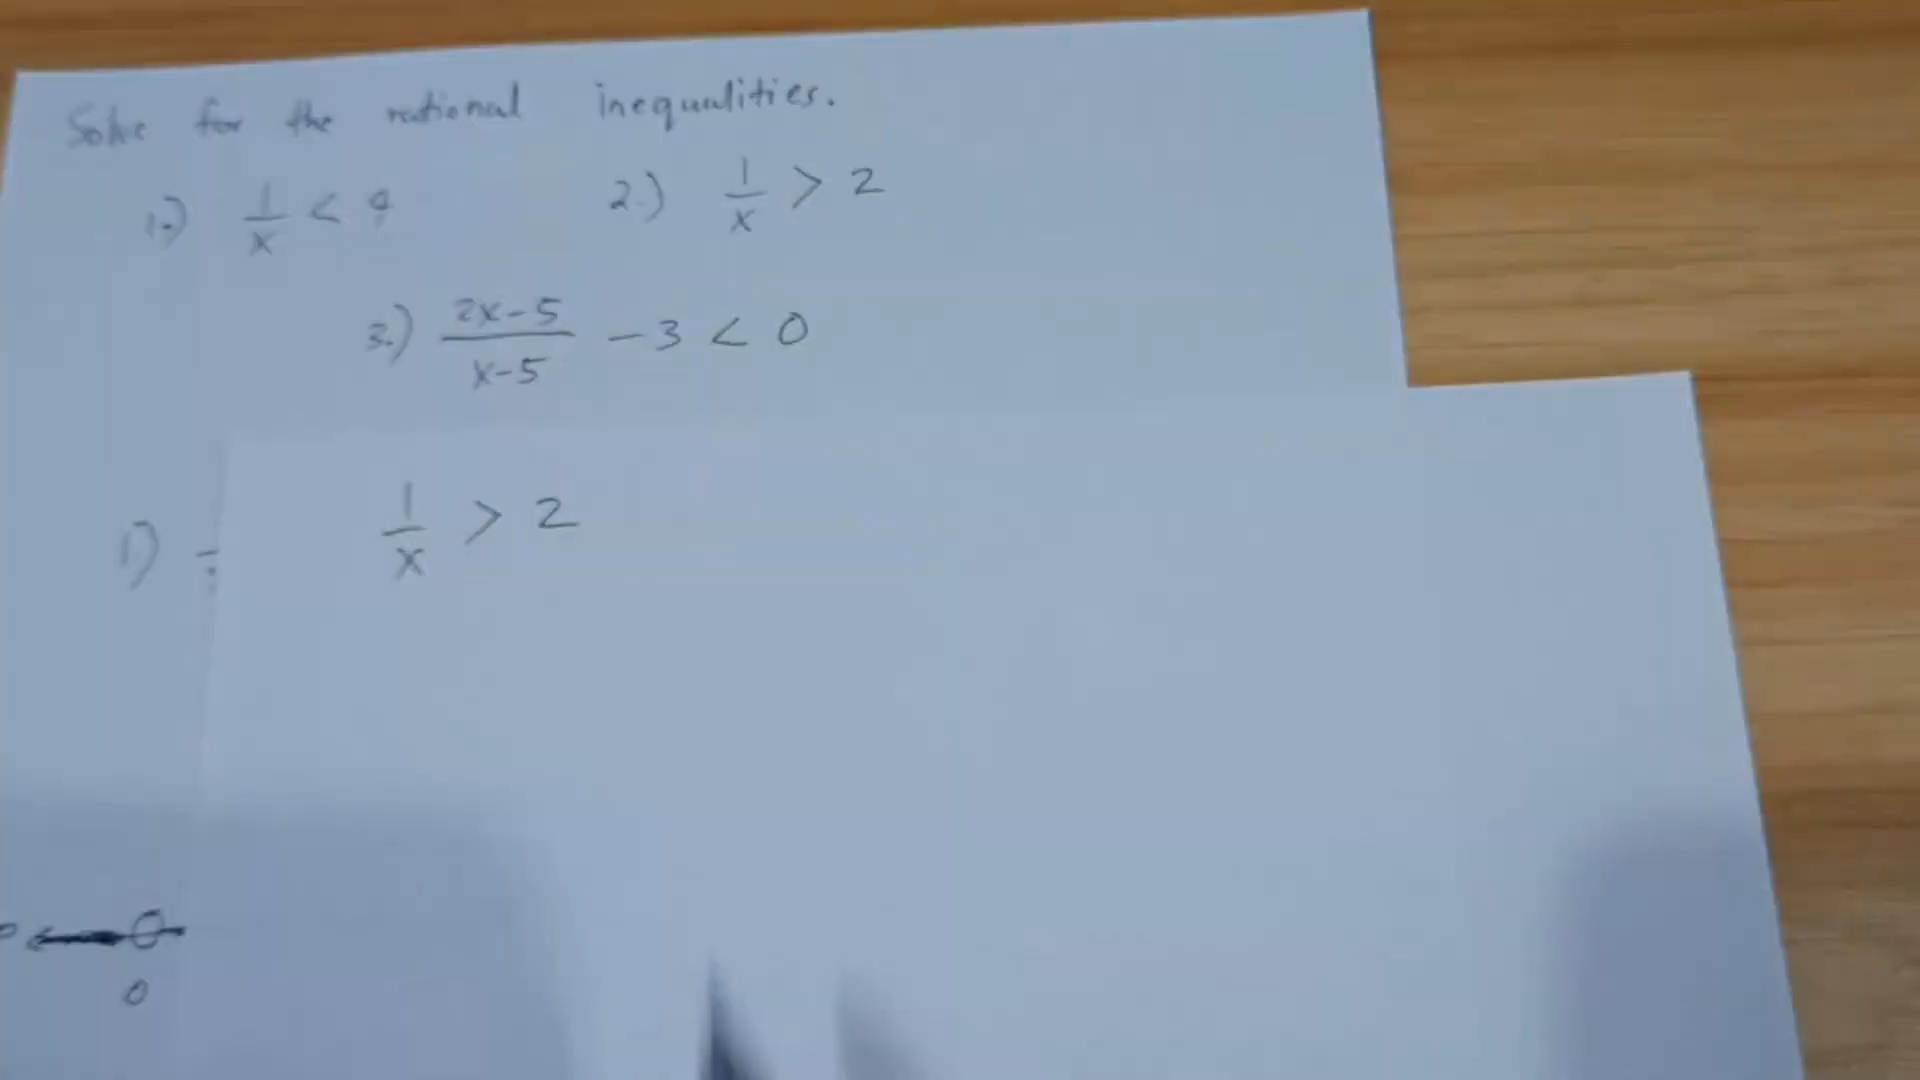 Solve for the rational inequalities.
1.) 1/x < 4 2.) 1/x > 2
3.) 2x-5/x-5 - 3 < 0
1/x > 2
1)
0